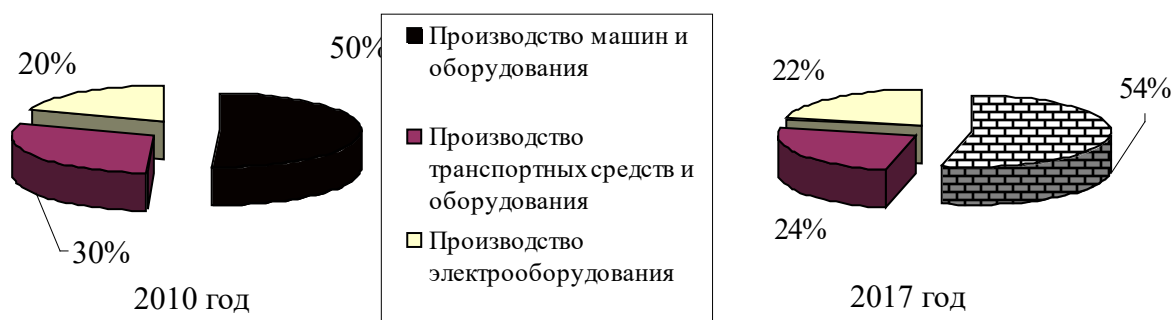 20%
50%
30%
2010 год
Производство машин и
оборудования
Производство
транспортных средств и
оборудования
Производство
электрооборудования
22%
54%
24%
2017 год